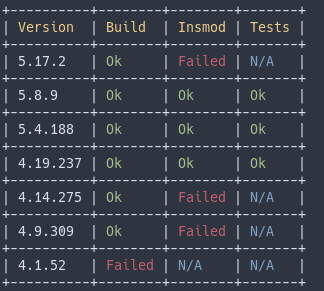 +----------+--------+--------+-------+
| Version  | Build  | Insmod | Tests |
+----------+--------+--------+-------+
| 5.17.2   | Ok     | Failed | N/A   |
+----------+--------+--------+-------+
| 5.8.9    | Ok     | Ok     | Ok    |
+----------+--------+--------+-------+
| 5.4.188  | Ok     | Ok     | Ok    |
+----------+--------+--------+-------+
| 4.19.237 | Ok     | Ok     | Ok    |
+----------+--------+--------+-------+
| 4.14.275 | Ok     | Failed | N/A   |
+----------+--------+--------+-------+
| 4.9.309  | Ok     | Failed | N/A   |
+----------+--------+--------+-------+
| 4.1.52   | Failed | N/A    | N/A   |
+----------+--------+--------+-------+